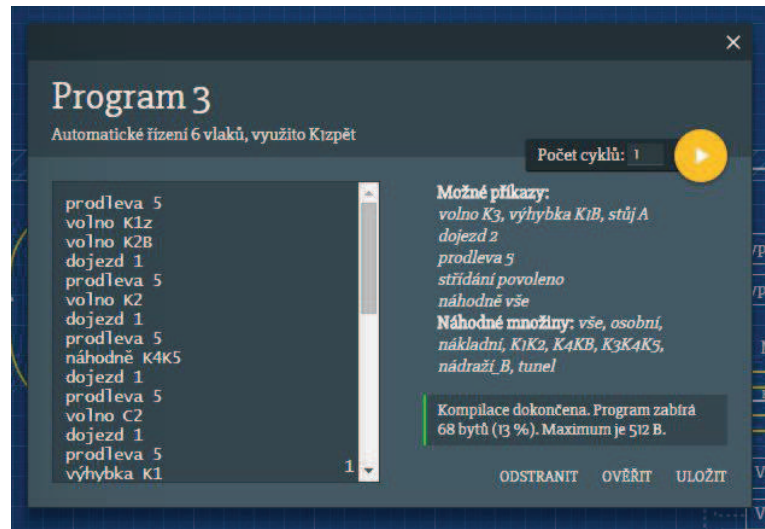 Program 3
Automatické řízení 6 vlaků, využito K1zpět
Počet cyklů: 1
prodleva 5
volno K1z
volno K2B
dojezd 1
prodleva 5
volno K2
dojezd 1
prodleva 5
náhodně K4K5
dojezd 1
prodleva 5
volno C2
dojezd 1
prodleva 5
výhybka K1
1
Možné příkazy:
volno K3, výhybka K1B, stůj A
dojezd 2
prodleva 5
střídání povoleno
náhodně vše
Náhodné množiny: vše, osobní,
nákladní, K1K2, K4KB, K3K4K5,
nádraží_B, tunel
Kompilace dokončena. Program zabírá
68 bytů (13 %). Maximum je 512 B.
ODSTRANIT OVĚŘIT ULOŽIT